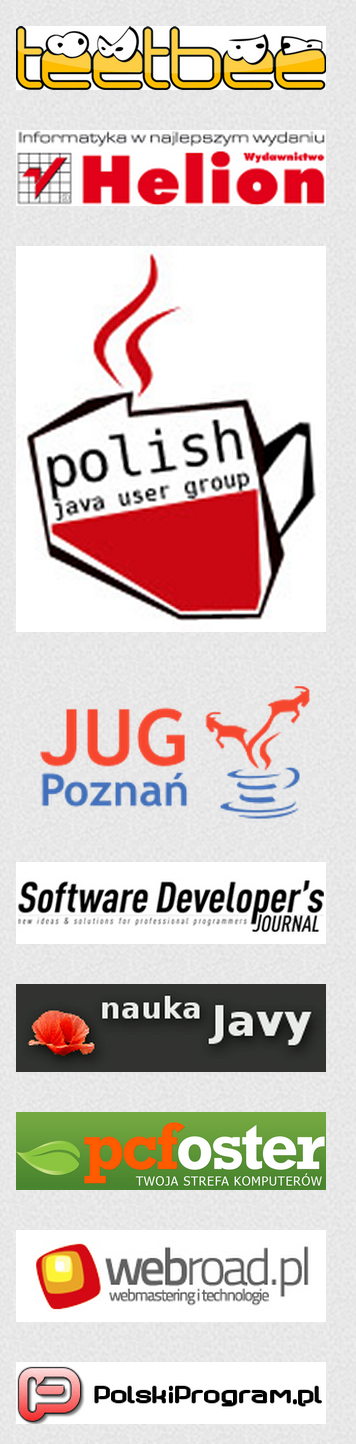 teetbee
Informatyka w najlepszym wydaniu
Wydawnictwo
Helion
polish
java user group
JUG
Poznań
Software Developer's
new ideas & solutions for professional programmers
JOURNAL
nauka Javy
pcfoster
TWOJA STREFA KOMPUTERÓW
webroad.pl
webmastering i technologie
PolskiProgram.pl